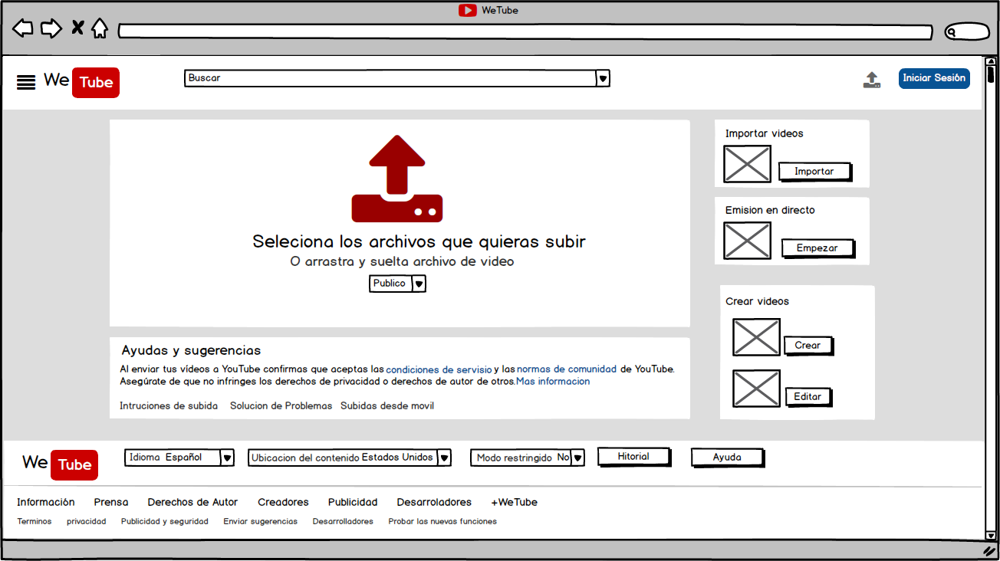 WeTube
We Tube
Buscar
Iniciar Sesión
Seleciona los archivos que quieras subir
O arrastra y suelta archivo de video
Publico
Importar videos
Importar
Emision en directo
Empezar
Crear videos
Crear
Editar
Ayudas y sugerencias
Al enviar tus vídeos a YouTube confirmas que aceptas las condiciones de servisio y las normas de comunidad de YouTube.
Asegúrate de que no infringes los derechos de privacidad o derechos de autor de otros. Mas informacion
Intruciones de subida Solucion de Problemas Subidas desde movil
We Tube
Idioma Español
Ubicacion del contenido Estados Unidos
Modo restringido No
Hitorial
Ayuda
Información Prensa Derechos de Autor Creadores Publicidad Desarroladores +WeTube
Terminos privacidad Publicidad y seguridad Enviar sugerencias Desarrolladores Probar las nuevas funciones